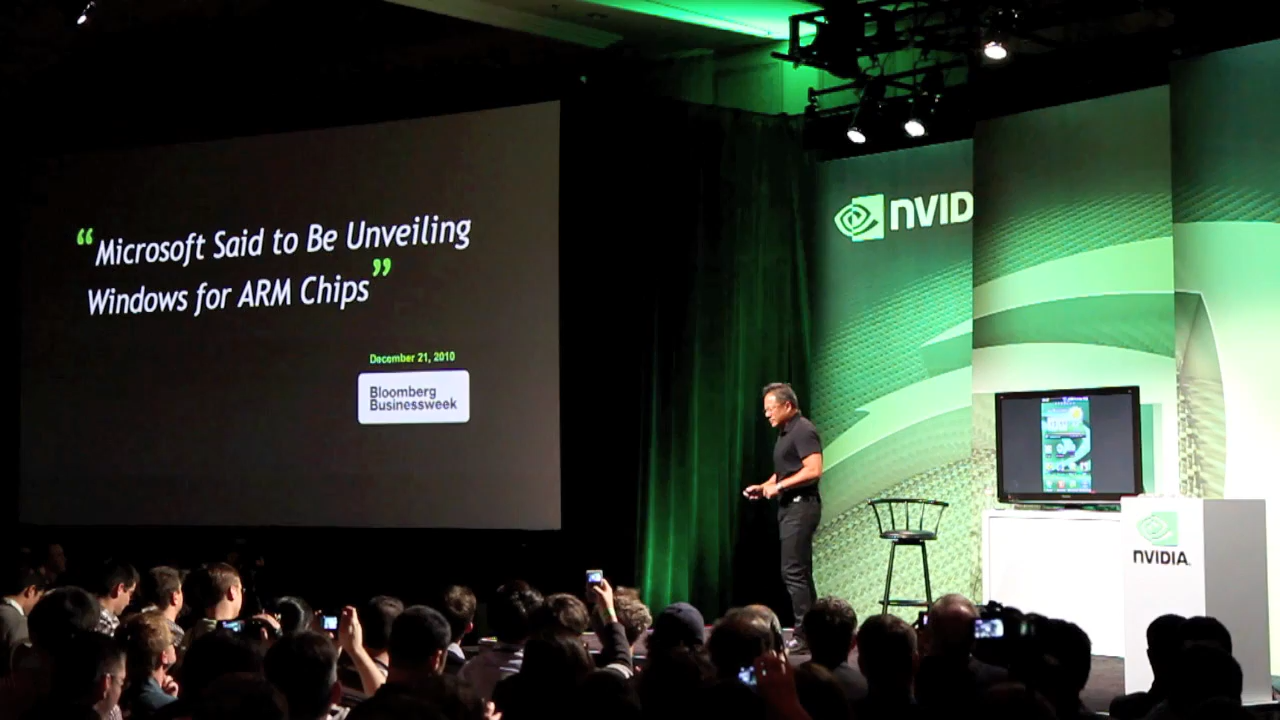 “Microsoft Said to Be Unveiling
Windows for ARM Chips”
December 21, 2010
Bloomberg
Businessweek
NVID
NVIDIA.